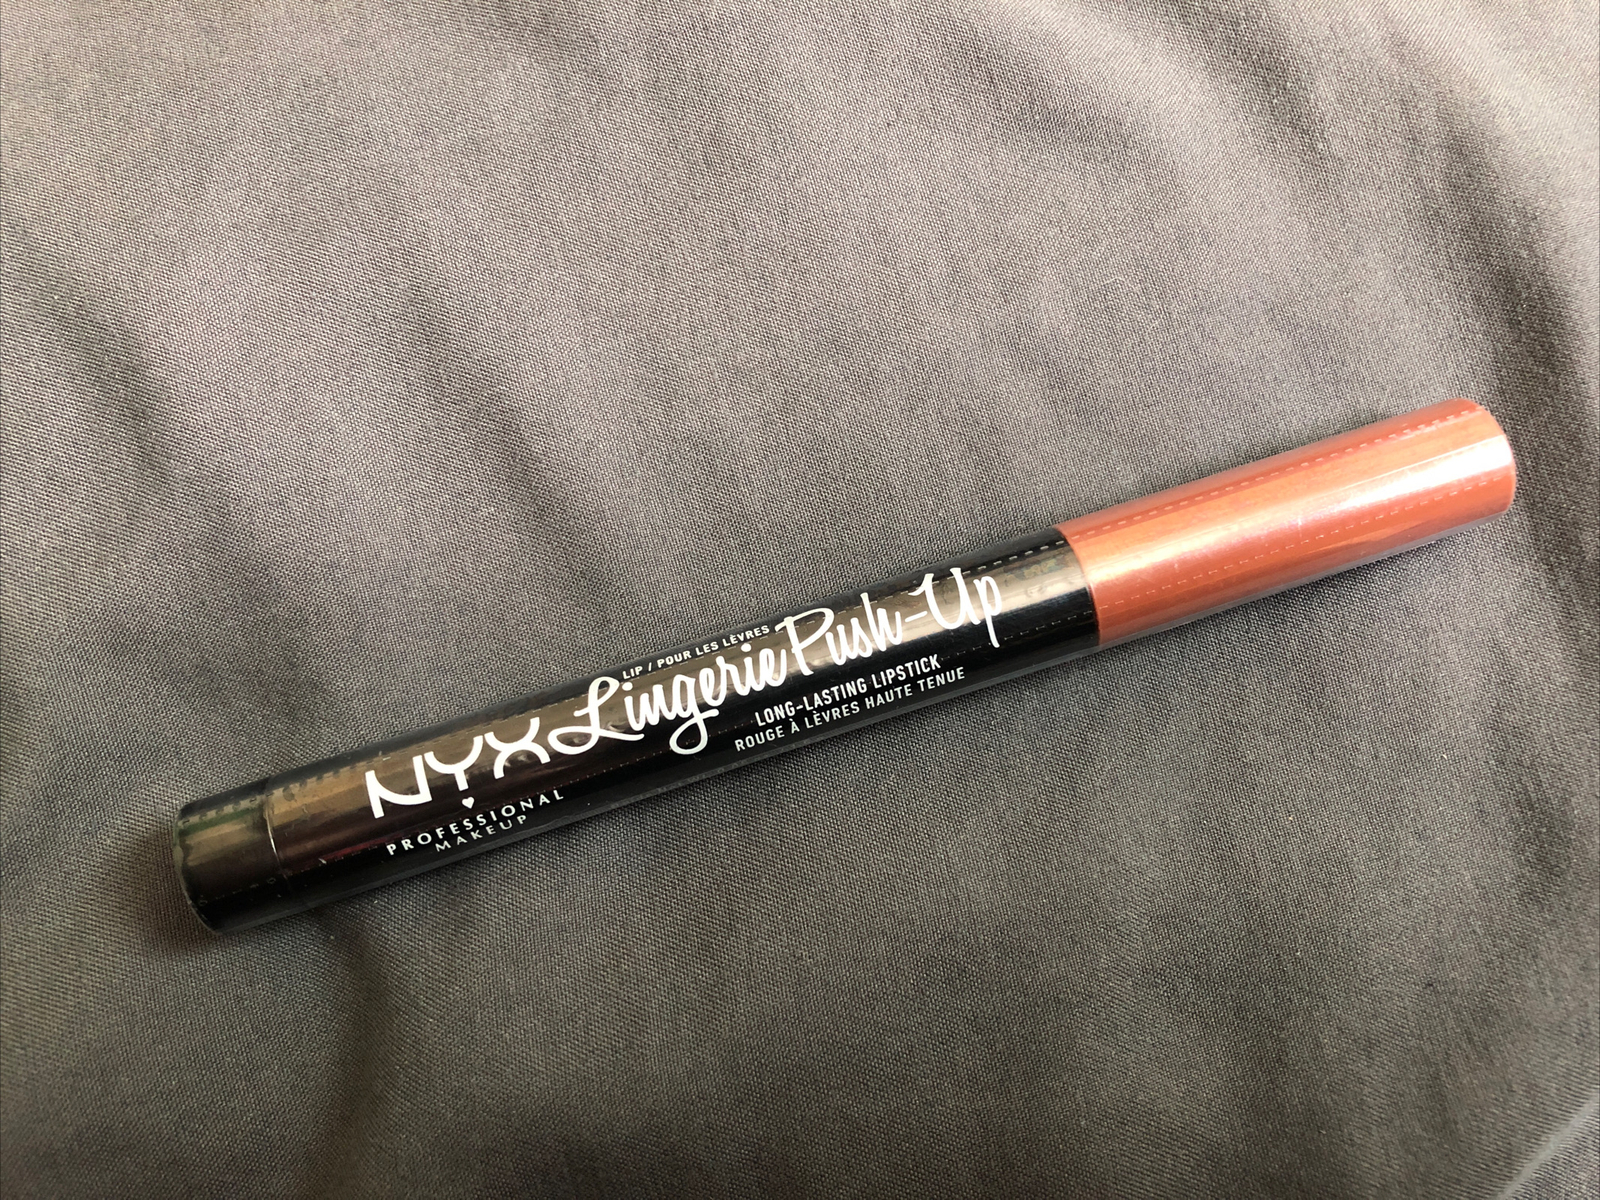 NYX
PROFESSIONAL
MAKEUP
LIP / POUR LES LÈVRES
Lingerie Push-Up
LONG-LASTING LIPSTICK
ROUGE À LÈVRES HAUTE TENUE